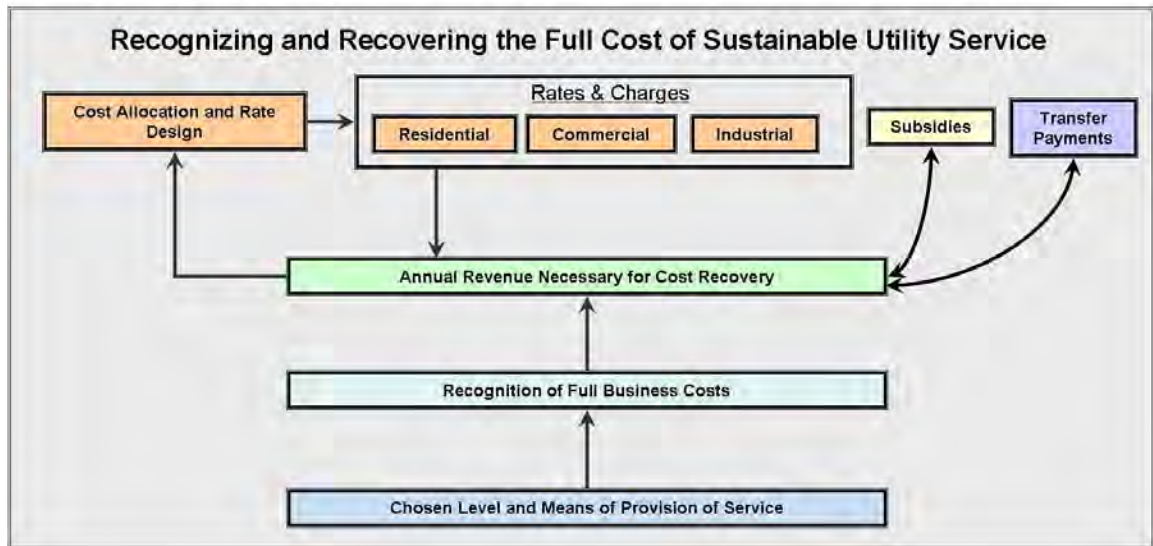 Recognizing and Recovering the Full Cost of Sustainable Utility Service
Cost Allocation and Rate
Design
Rates & Charges
Residential
Commercial
Industrial
Subsidies
Transfer
Payments
Annual Revenue Necessary for Cost Recovery
Recognition of Full Business Costs
Chosen Level and Means of Provision of Service